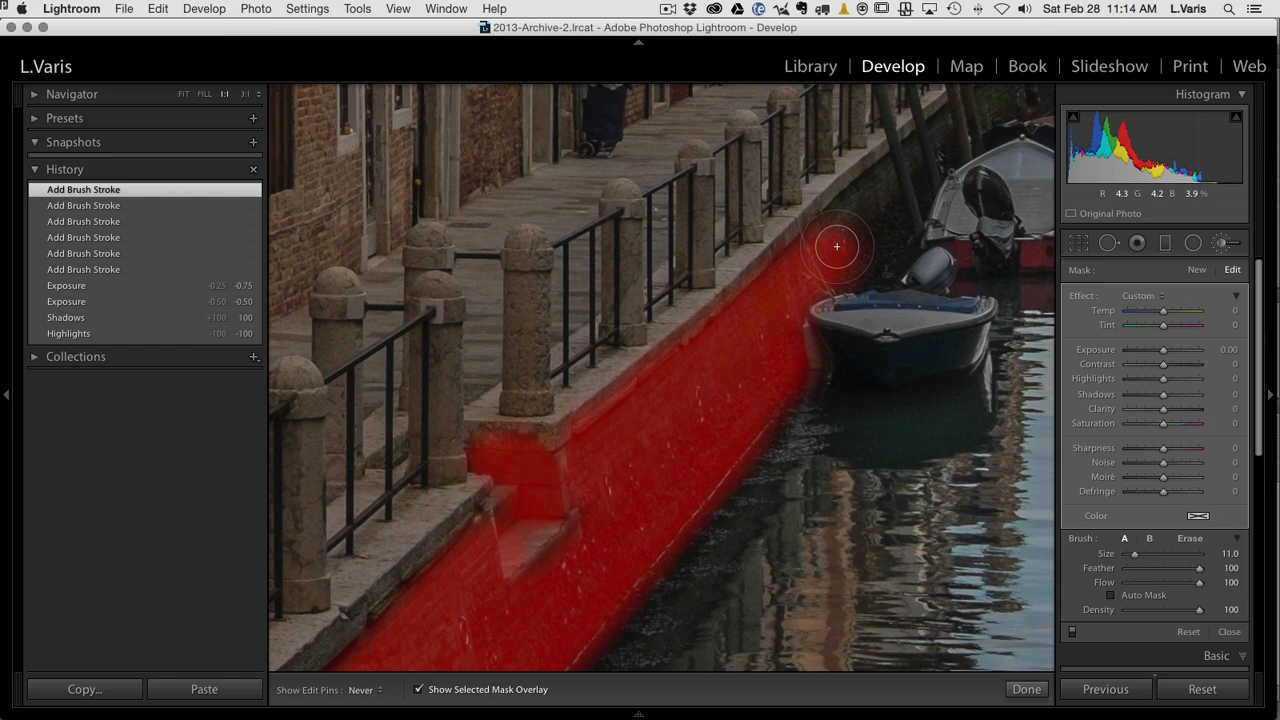 Lightroom File Edit Develop Photo Settings Tools View Window Help Sat Feb 28 11:14 AM L.Varis
2013-Archive-2.lrcat - Adobe Photoshop Lightroom - Develop
L.Varis Library Develop Map Book Slideshow Print Web
Navigator FIT FILL 1:1 3:1
Presets
Snapshots
History
Add Brush Stroke
Add Brush Stroke
Add Brush Stroke
Add Brush Stroke
Add Brush Stroke
Add Brush Stroke
Exposure -0.25 -0.75
Exposure -0.50 -0.50
Shadows +100 100
Highlights -100 -100
Collections
Copy... Paste
Show Edit Pins : Never Show Selected Mask Overlay Done
Histogram
R 4.3 G 4.2 B 3.9 %
Original Photo
Mask : New Edit
Effect : Custom
Temp 0
Tint 0
Exposure 0.00
Contrast 0
Highlights 0
Shadows 0
Clarity 0
Saturation 0
Sharpness 0
Noise 0
Moiré 0
Defringe 0
Color
Brush : A B Erase
Size 11.0
Feather 100
Flow 100
Auto Mask
Density 100
Reset Close
Basic
Previous Reset